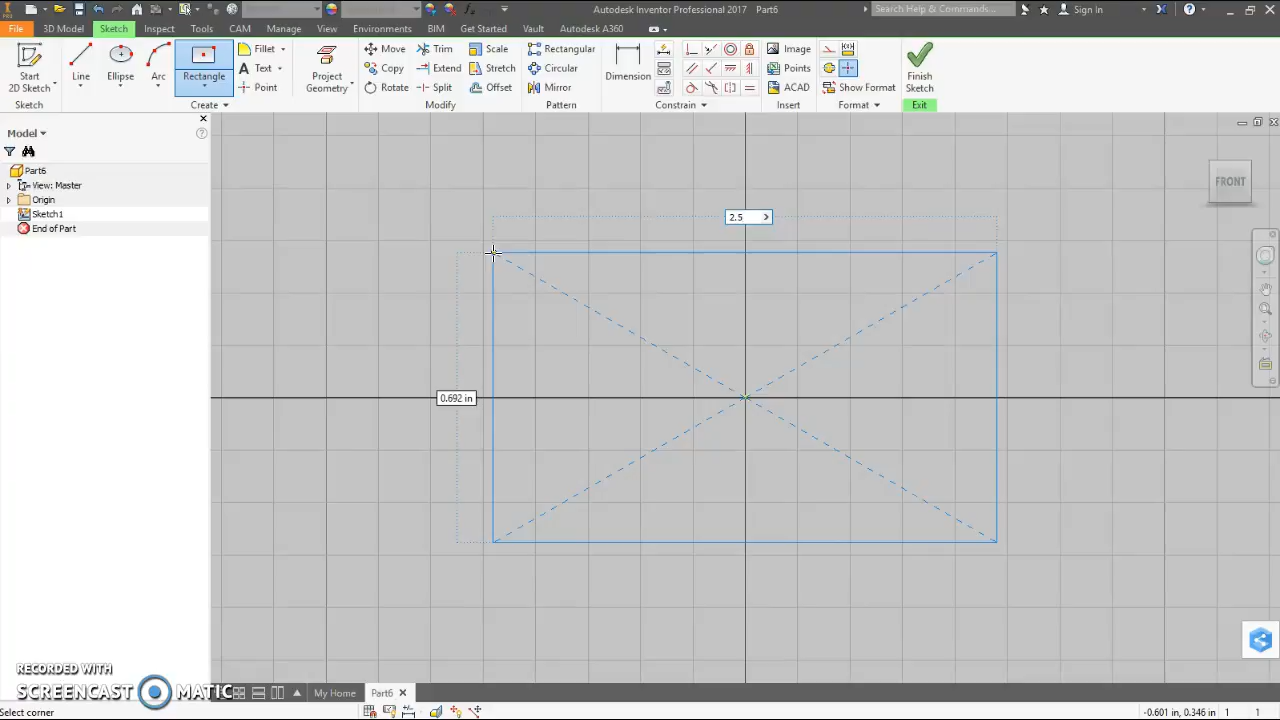 PRO
Autodesk Inventor Professional 2017 Part6
Search Help & Commands...
Sign In
File
3D Model
Sketch
Inspect
Tools
CAM
Manage
View
Environments
BIM
Get Started
Vault
Autodesk A360
Start
2D Sketch
Line
Ellipse
Arc
Rectangle
Fillet
Text
Point
Project
Geometry
Move
Copy
Rotate
Trim
Extend
Split
Scale
Stretch
Offset
Rectangular
Circular
Mirror
Dimension
Image
Points
ACAD
Show Format
Finish
Sketch
Sketch
Create
Modify
Pattern
Constrain
Insert
Format
Exit
Model
Part6
View: Master
Origin
Sketch1
End of Part
2.5
0.692 in
FRONT
RECORDED WITH
SCREENCAST MATIC
My Home
Part6
Select corner
-0.601 in, 0.346 in 1 1